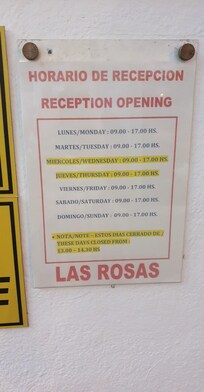 HORARIO DE RECEPCION
RECEPTION OPENING
LUNES/MONDAY : 09.00 - 17.00 HS.
MARTES/TUESDAY : 09.00 - 17.00 HS.
MIERCOLES/WEDNESDAY : 09.00 - 17.00 HS.
JUEVES/THURSDAY : 09.00 - 17.00 HS.
VIERNES/FRIDAY : 09.00 - 17.00 HS.
SABADO/SATURDAY : 09.00 - 17.00 HS.
DOMINGO/SUNDAY : 09.00 - 17.00 HS.
NOTA/NOTE – ESTOS DIAS CERRADO DE :
THESE DAYS CLOSED FROM :
13.00 – 14.30 HS
LAS ROSAS
E